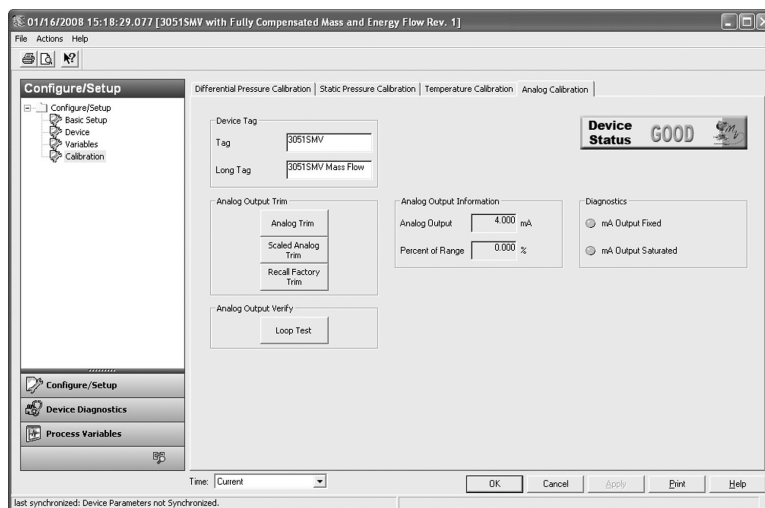 01/16/2008 15:18:29.077 [3051SMV with Fully Compensated Mass and Energy Flow Rev. 1]
File Actions Help
Configure/Setup
Configure/Setup
Basic Setup
Device
Variables
Calibration
Configure/Setup
Device Diagnostics
Process Variables
Differential Pressure Calibration
Static Pressure Calibration
Temperature Calibration
Analog Calibration
Device Tag
Tag
3051SMV
Long Tag
3051SMV Mass Flow
Device Status
GOOD
Analog Output Trim
Analog Trim
Scaled Analog
Trim
Recall Factory
Trim
Analog Output Information
Analog Output 4.000 mA
Percent of Range 0.000 %
Diagnostics
mA Output Fixed
mA Output Saturated
Analog Output Verify
Loop Test
Time: Current
OK
Cancel
Apply
Print
Help
last synchronized: Device Parameters not Synchronized.